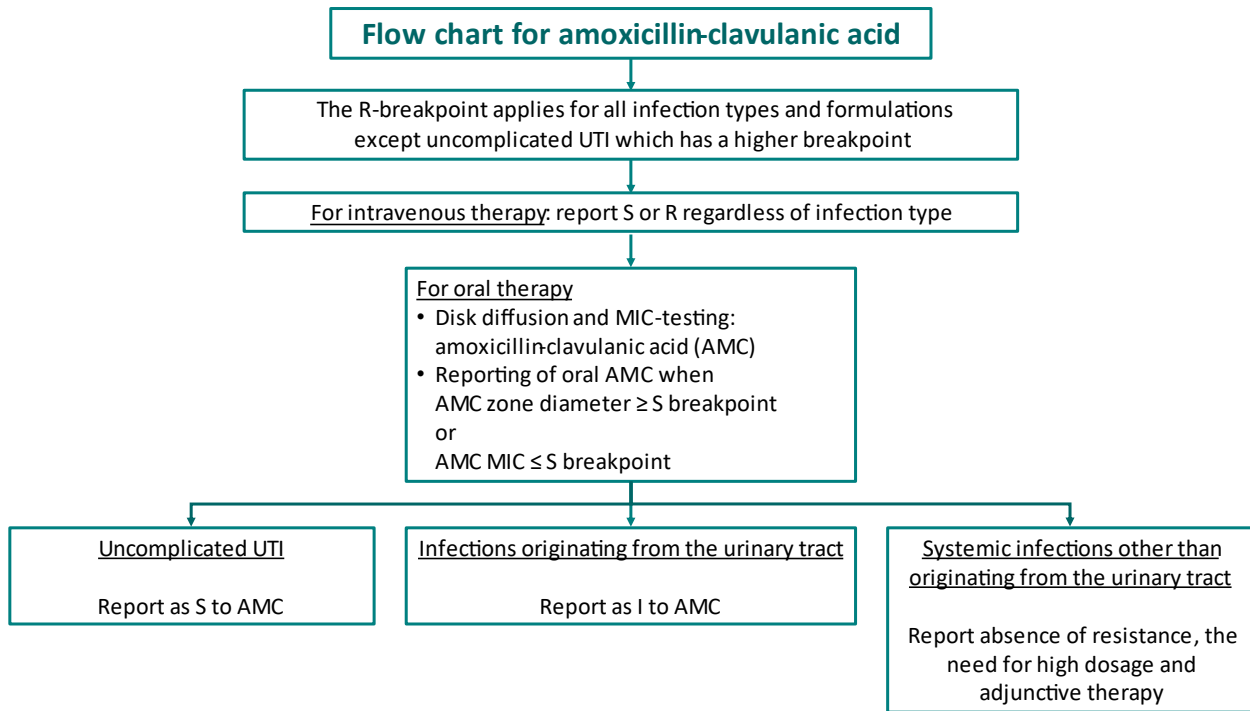 Flow chart for amoxicillin-clavulanic acid
The R-breakpoint applies for all infection types and formulations
except uncomplicated UTI which has a higher breakpoint
For intravenous therapy: report S or R regardless of infection type
For oral therapy
• Disk diffusion and MIC-testing:
amoxicillin-clavulanic acid (AMC)
• Reporting of oral AMC when
AMC zone diameter ≥ S breakpoint
or
AMC MIC ≤ S breakpoint
Uncomplicated UTI
Report as S to AMC
Infections originating from the urinary tract
Report as I to AMC
Systemic infections other than
originating from the urinary tract
Report absence of resistance, the
need for high dosage and
adjunctive therapy